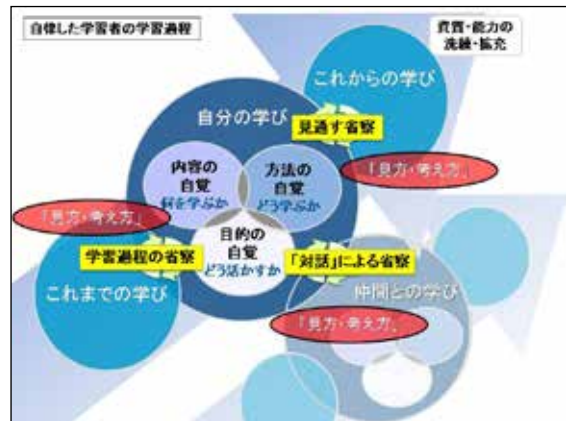 自律した学習者の学習過程
資質・能力の
洗練・拡充
これからの学び
自分の学び
見通す省察
内容の
自覚
何を学ぶか
方法の
自覚
どう学ぶか
「見方・考え方」
「見方・考え方」
目的の
自覚
どう活かすか
学習過程の省察
「対話」による省察
これまでの学び
仲間との学び
「見方・考え方」